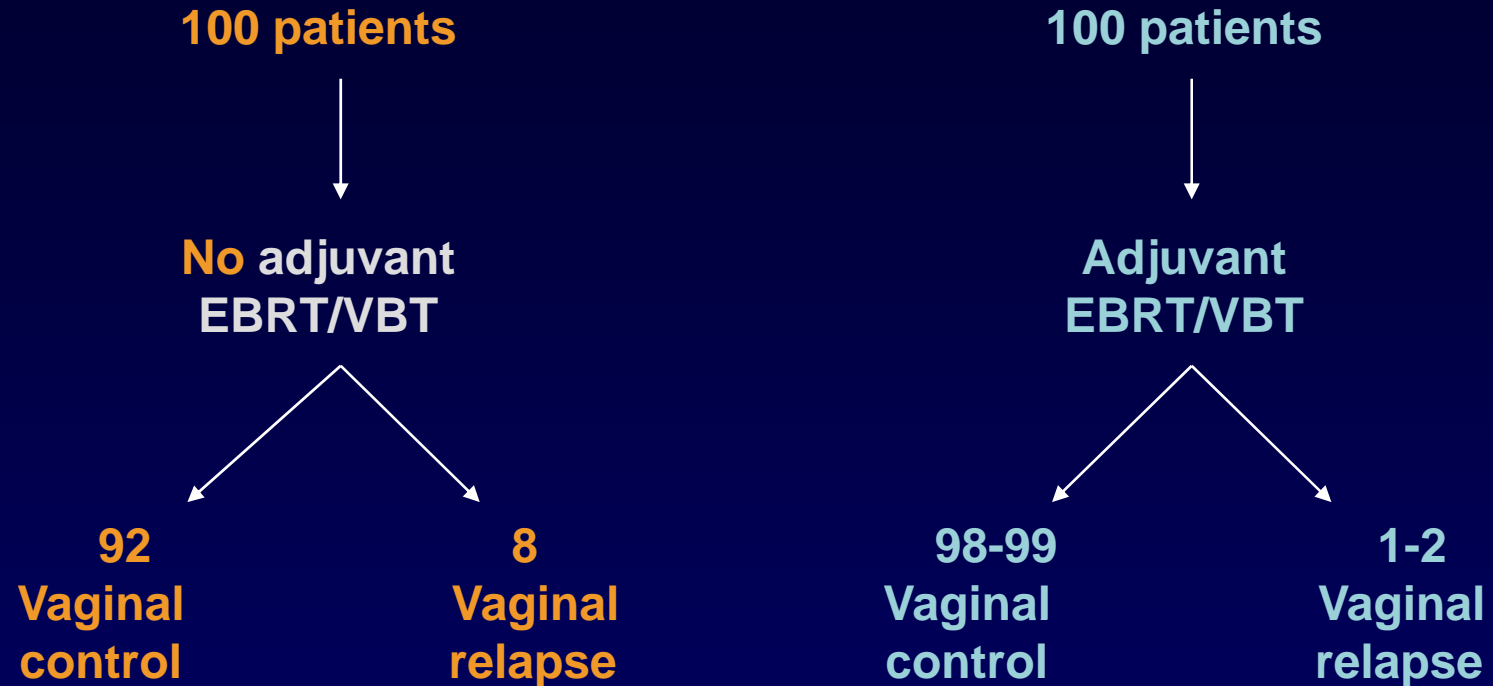 100 patients
No adjuvant
EBRT/VBT
92
Vaginal
control
8
Vaginal
relapse
100 patients
Adjuvant
EBRT/VBT
98-99
Vaginal
control
1-2
Vaginal
relapse